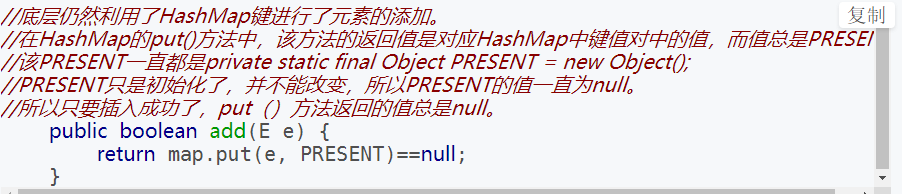 复制
//底层仍然利用了HashMap键进行了元素的添加。
//在HashMap的put()方法中，该方法的返回值是对应HashMap中键值对中的值，而值总是PRESE
//该PRESENT一直都是private static final Object PRESENT = new Object();
//PRESENT只是初始化了，并不能改变，所以PRESENT的值一直为null。
//所以只要插入成功了，put（）方法返回的值总是null。
public boolean add(E e) {
return map.put(e, PRESENT)==null;
}